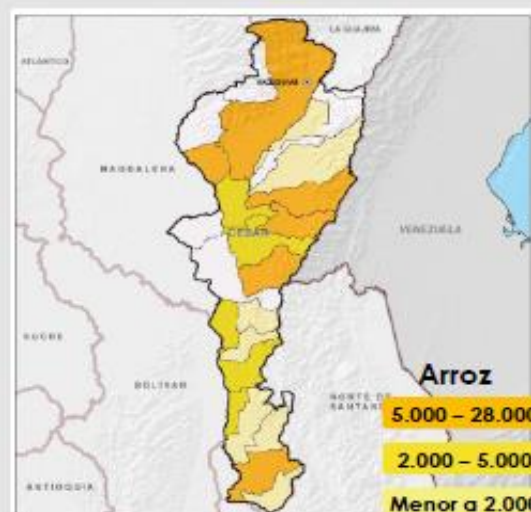 LA GUAJIRA
ATLANTICO
MAGDALENA
CESAR
VENEZUELA
SUCRE
BOLIVAR
NORTE DE
SANTAND
ANTIOQUIA
Arroz
5.000 – 28.000
2.000 – 5.000
Menor a 2.000